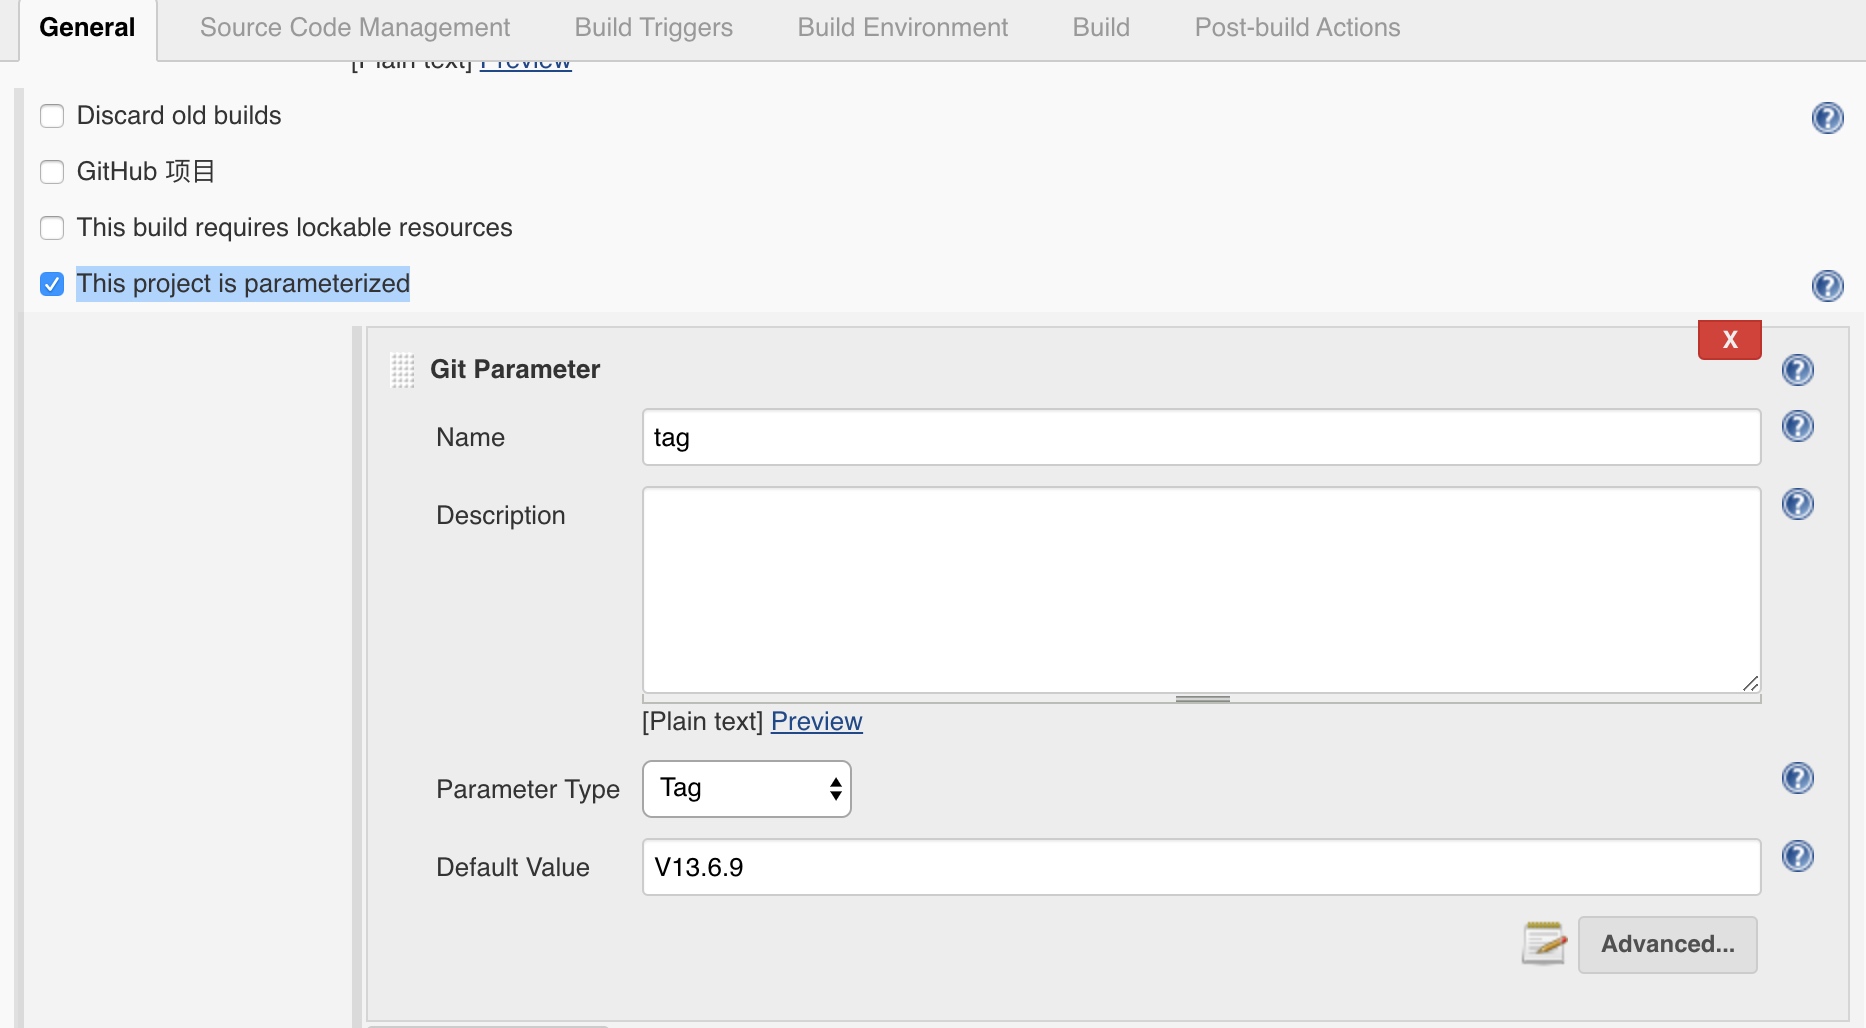 General Source Code Management Build Triggers Build Environment Build Post-build Actions
[Plain text] Preview
Discard old builds
GitHub 项目
This build requires lockable resources
This project is parameterized
X
Git Parameter
Name tag
Description
[Plain text] Preview
Parameter Type Tag
Default Value V13.6.9
Advanced...